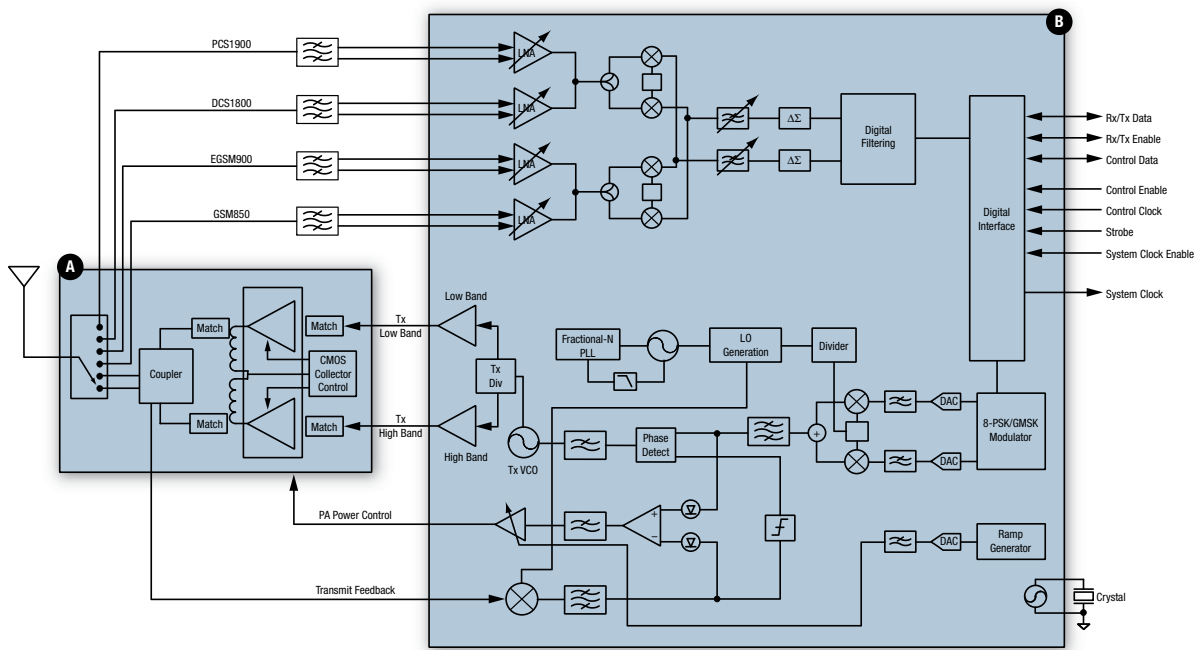 B
PCS1900
LNA
DCS1800
LNA
ΔΣ
Digital
Filtering
Rx/Tx Data
Rx/Tx Enable
EGSM900
LNA
ΔΣ
Control Data
Control Enable
GSM850
LNA
Digital
Interface
Control Clock
Strobe
System Clock Enable
A
System Clock
Low Band
Match
Match
Tx
Low Band
Fractional-N
PLL
LO
Generation
Divider
Coupler
CMOS
Collector
Control
Tx
Div
Match
Match
Tx
High Band
High Band
Tx VCO
Phase
Detect
+
DAC
DAC
8-PSK/GMSK
Modulator
PA Power Control
+
−
DAC
Ramp
Generator
Transmit Feedback
Crystal